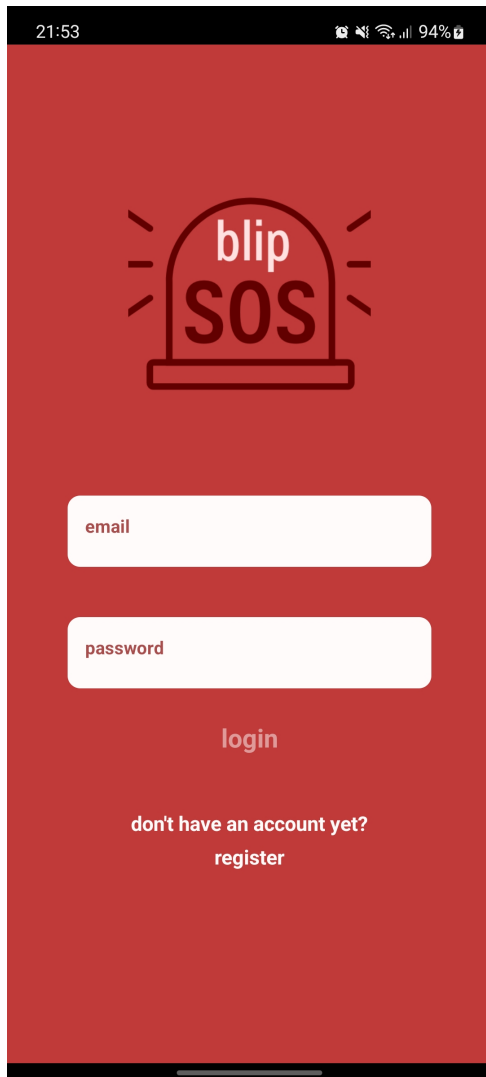 21:53 94%
blip
SOS
email
password
login
don't have an account yet?
register